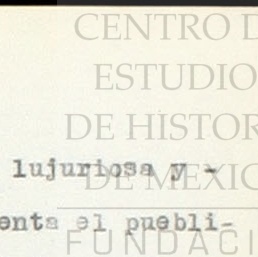 CENTRO D
ESTUDIO
DE HISTOR
lujuriosa y -
DE MEXIC
enta el puebli-
FUNDACI